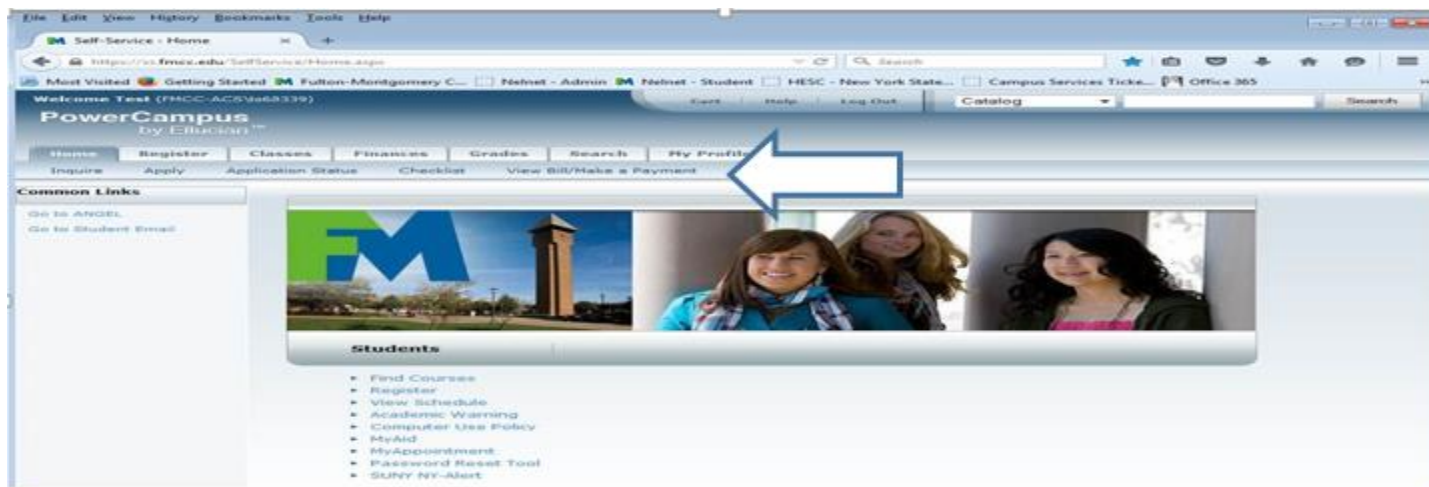 File Edit View History Bookmarks Tools Help
Self-Service - Home
https://ss.fmcc.edu/SelfService/Home.aspx Search
Most Visited Getting Started Fulton-Montgomery C... Nelnet - Admin Nelnet - Student HESC - New York State... Campus Services Ticke... Office 365
Welcome Test Cart Help Log Out Catalog Search
PowerCampus
by Ellucian™
Home Register Classes Finances Grades Search My Profile
Inquire Apply Application Status Checklist View Bill/Make a Payment
Common Links
Go to ANGEL
Go to Student Email
FM
Students
Find Courses
Register
View Schedule
Academic Warning
Computer Use Policy
MyAid
MyAppointment
Password Reset Tool
SUNY NY-Alert